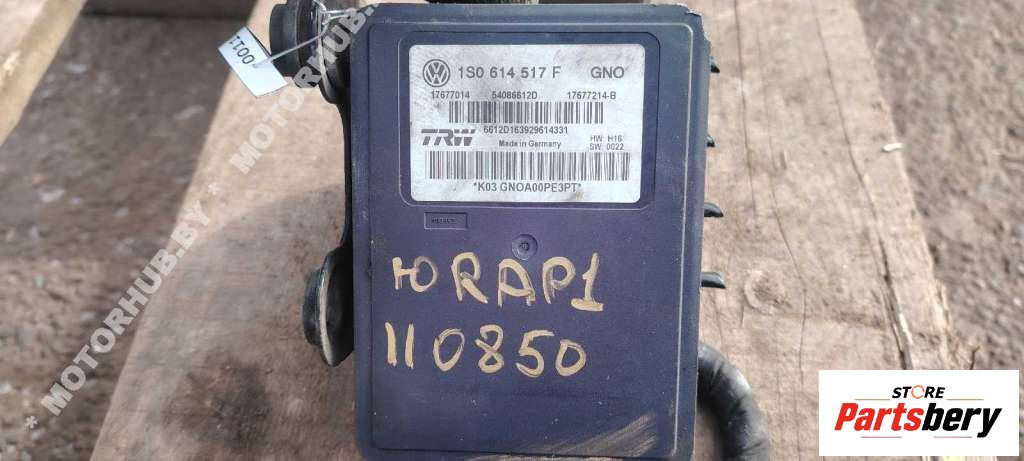 1S0 614 517 F GNO
17677014 54086612D 17677214-B
6612D163929614331
TRW Made in Germany HW: H16
SW: 0022
*K03 GNOA00PE3PT*
ЮRAP1
110850
* MOTORHUB.BY * MOTORHUB.BY
STORE
Partsbery